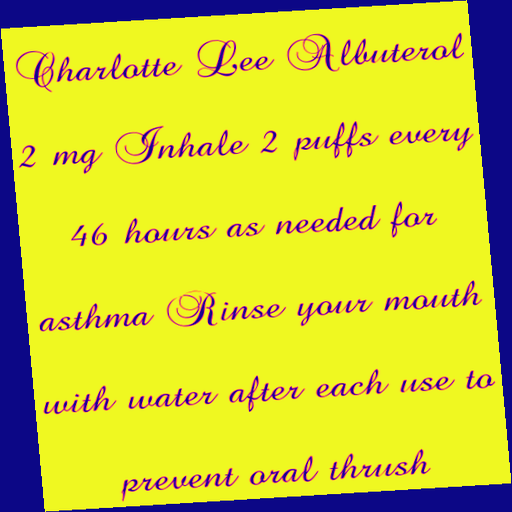 Charlotte Lee Albuterol
2 mg Inhale 2 puffs every
46 hours as needed for
asthma Rinse your mouth
with water after each use to
prevent oral thrush